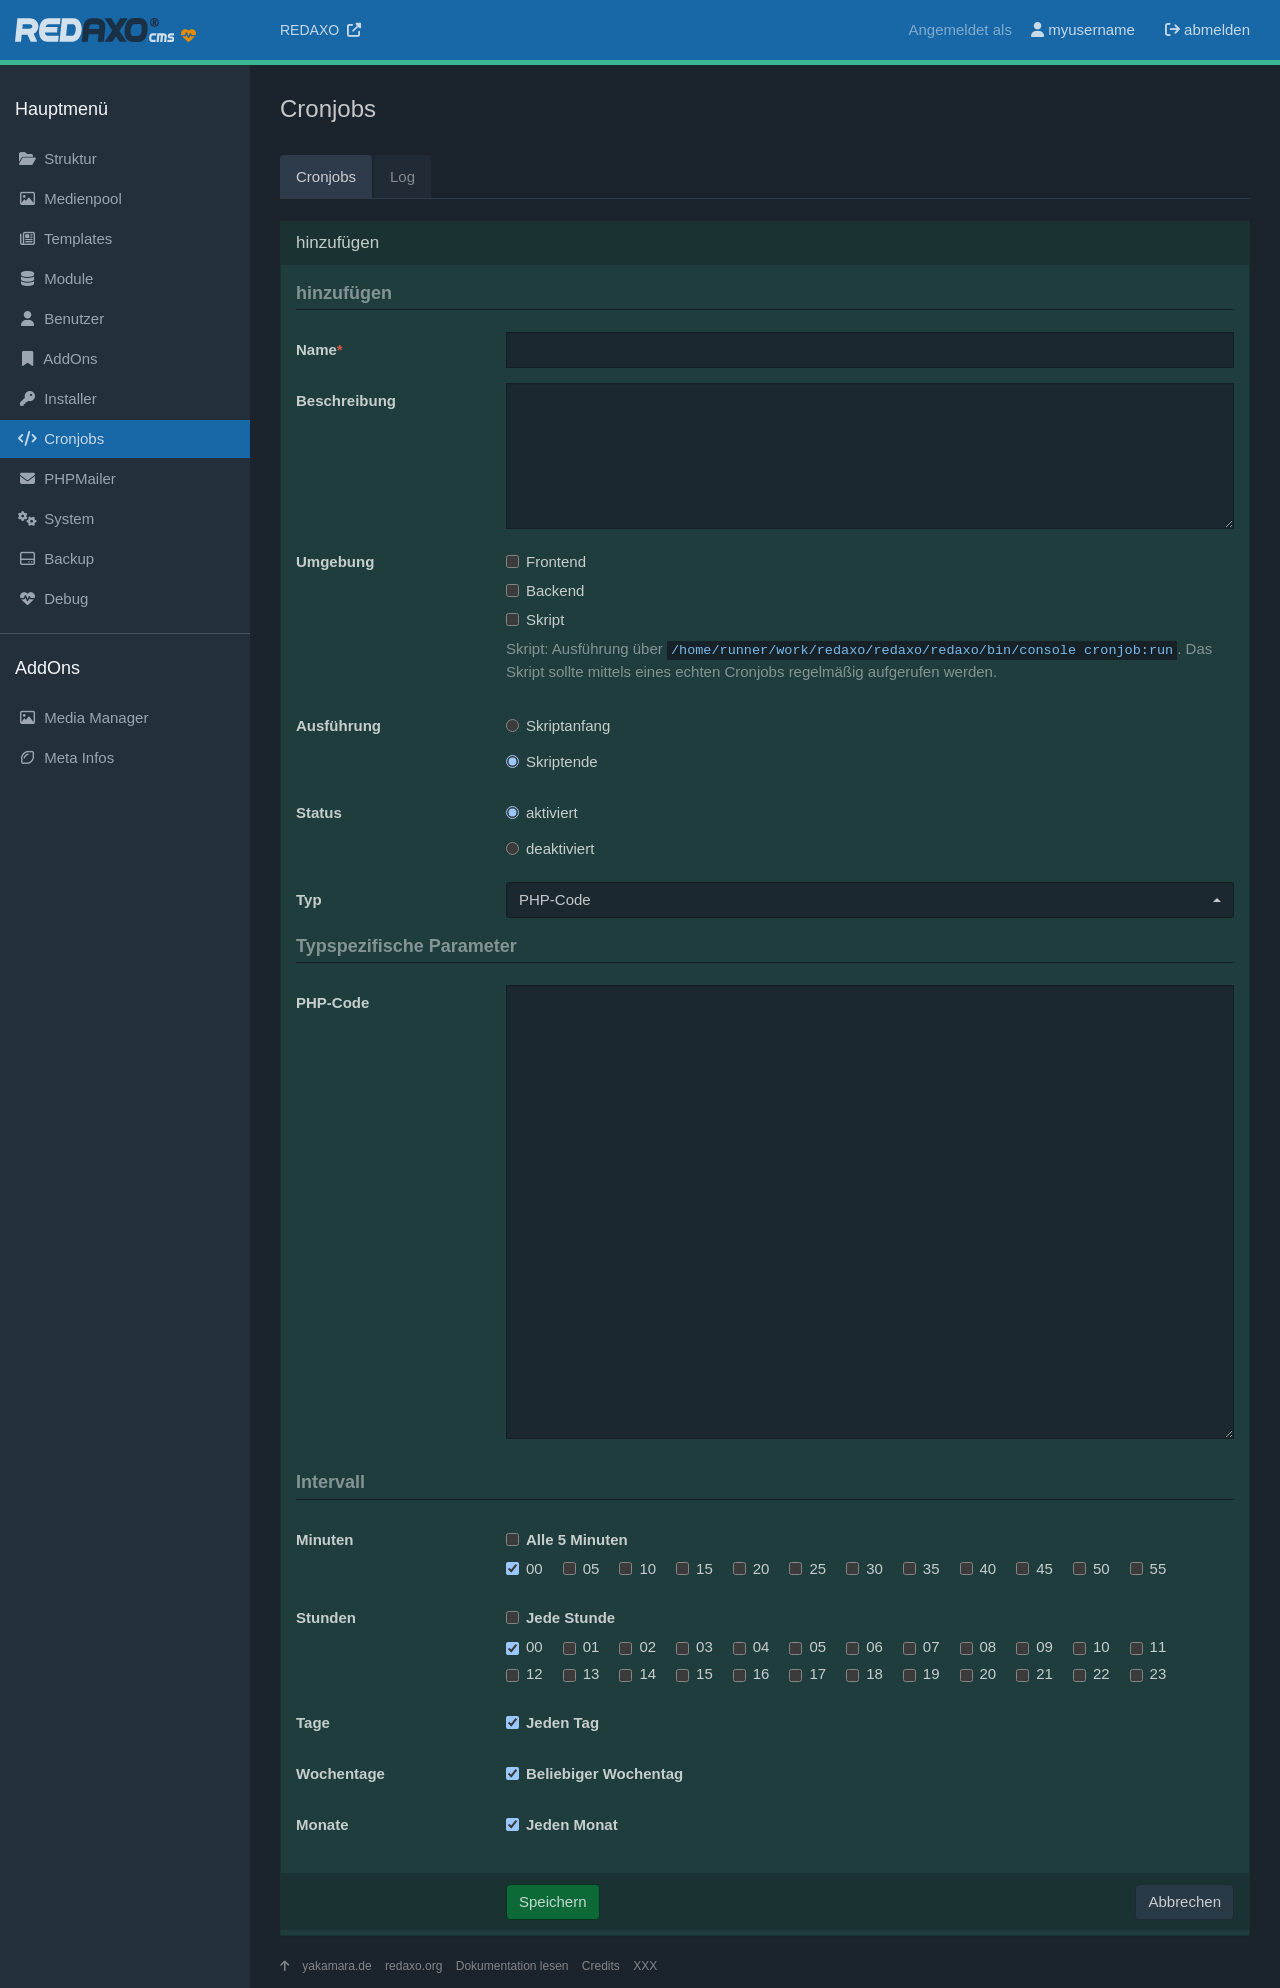 REDAXO® cms
REDAXO
Angemeldet als myusername abmelden
Hauptmenü
Struktur
Medienpool
Templates
Module
Benutzer
AddOns
Installer
Cronjobs
PHPMailer
System
Backup
Debug
AddOns
Media Manager
Meta Infos
Cronjobs
Cronjobs Log
hinzufügen
hinzufügen
Name*
Beschreibung
Umgebung
Frontend
Backend
Skript
Skript: Ausführung über /home/runner/work/redaxo/redaxo/redaxo/bin/console cronjob:run. Das
Skript sollte mittels eines echten Cronjobs regelmäßig aufgerufen werden.
Ausführung
Skriptanfang
Skriptende
Status
aktiviert
deaktiviert
Typ
PHP-Code
Typspezifische Parameter
PHP-Code
Intervall
Minuten
Alle 5 Minuten
00 05 10 15 20 25 30 35 40 45 50 55
Stunden
Jede Stunde
00 01 02 03 04 05 06 07 08 09 10 11
12 13 14 15 16 17 18 19 20 21 22 23
Tage
Jeden Tag
Wochentage
Beliebiger Wochentag
Monate
Jeden Monat
Speichern
Abbrechen
yakamara.de redaxo.org Dokumentation lesen Credits XXX